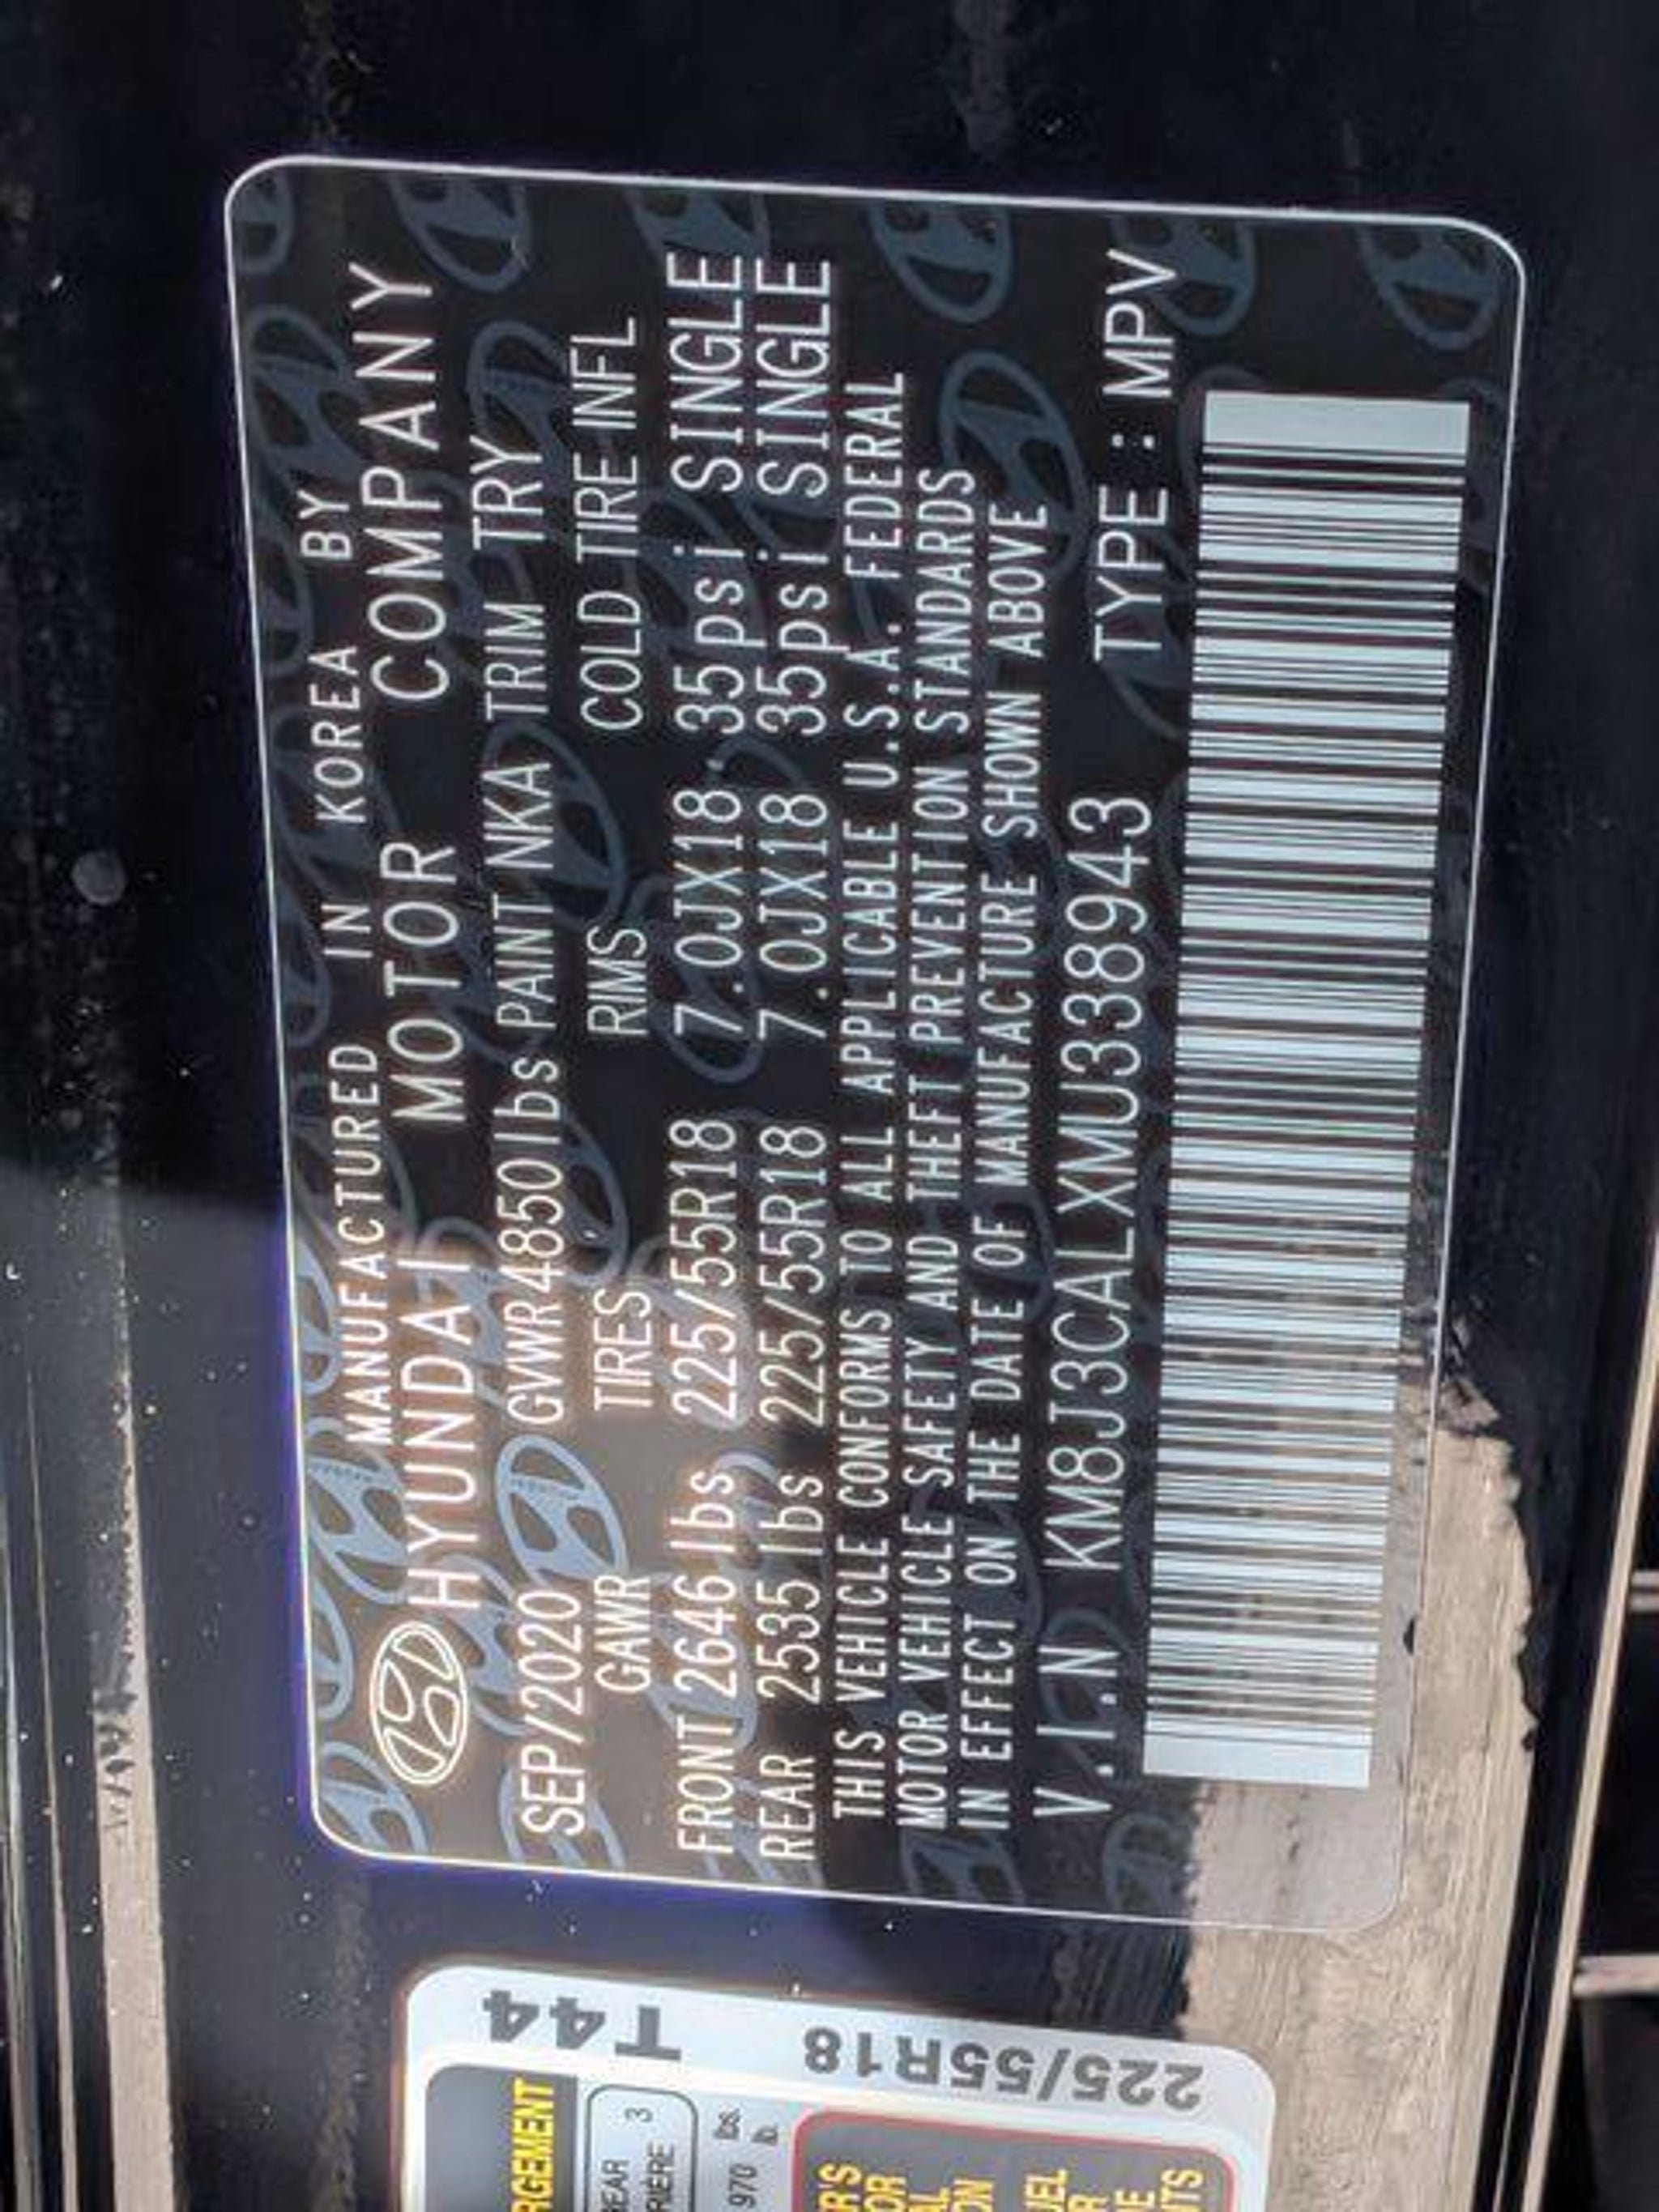 MANUFACTURED IN KOREA BY
HYUNDAI MOTOR COMPANY
SEP/2020 GVWR 4850 lbs PAINT NKA TRIM TRY
GAWR TIRES RIMS COLD TIRE INFL
FRONT 2646 lbs 225/55R18 7.0JX18 35psi SINGLE
REAR 2535 lbs 225/55R18 7.0JX18 35psi SINGLE
THIS VEHICLE CONFORMS TO ALL APPLICABLE U.S.A. FEDERAL
MOTOR VEHICLE SAFETY AND THEFT PREVENTION STANDARDS
IN EFFECT ON THE DATE OF MANUFACTURE SHOWN ABOVE
V.I.N KM8J3CALXMU338943 TYPE : MPV
T44
225/55R18
3
970